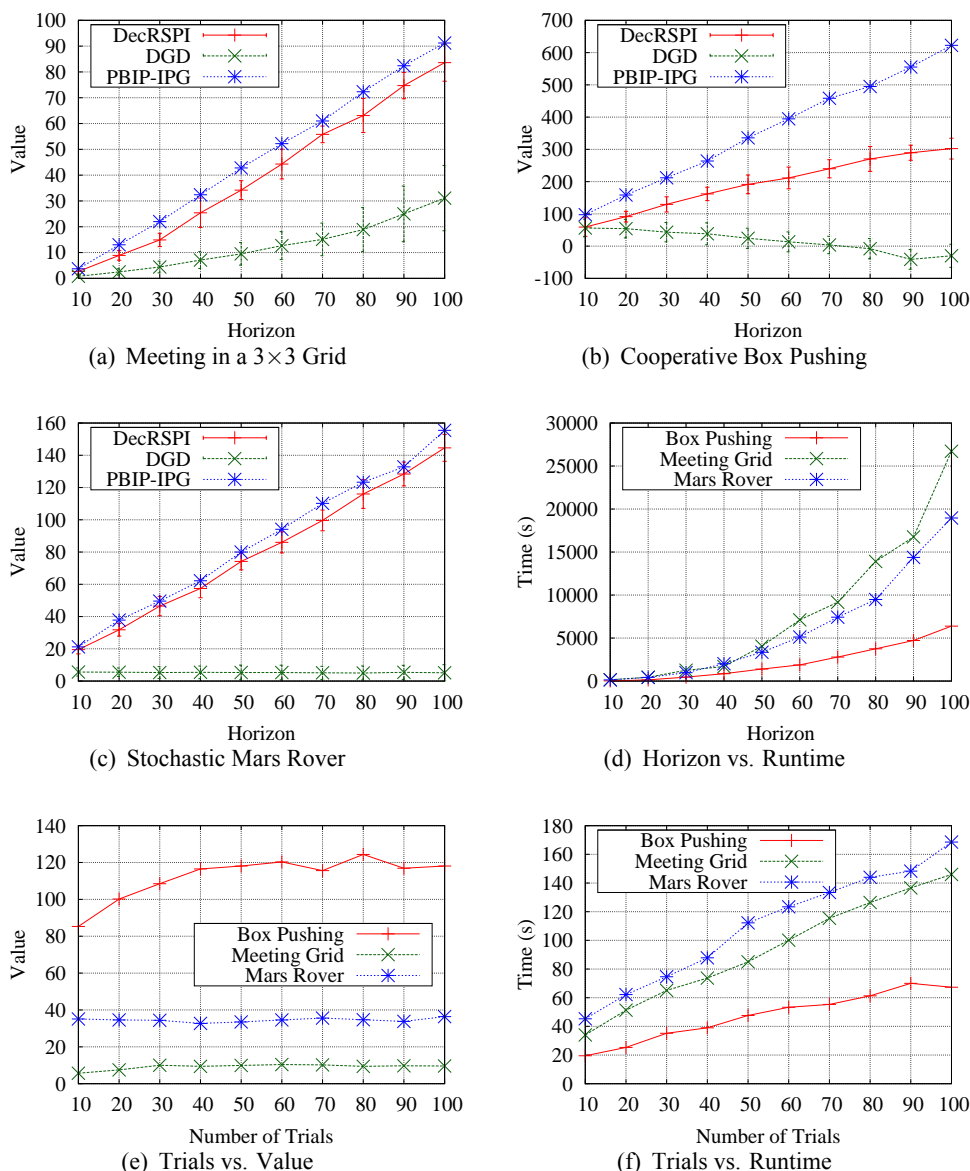 100
90
80
70
60
50
40
30
20
10
0
Value
DecRSPI
DGD
PBIP-IPG
10 20 30 40 50 60 70 80 90 100
Horizon
(a) Meeting in a 3×3 Grid
700
600
500
400
300
200
100
0
-100
Value
DecRSPI
DGD
PBIP-IPG
10 20 30 40 50 60 70 80 90 100
Horizon
(b) Cooperative Box Pushing
160
140
120
100
80
60
40
20
0
Value
DecRSPI
DGD
PBIP-IPG
10 20 30 40 50 60 70 80 90 100
Horizon
(c) Stochastic Mars Rover
30000
25000
20000
15000
10000
5000
0
Time (s)
Box Pushing
Meeting Grid
Mars Rover
10 20 30 40 50 60 70 80 90 100
Horizon
(d) Horizon vs. Runtime
140
120
100
80
60
40
20
0
Value
Box Pushing
Meeting Grid
Mars Rover
10 20 30 40 50 60 70 80 90 100
Number of Trials
(e) Trials vs. Value
180
160
140
120
100
80
60
40
20
0
Time (s)
Box Pushing
Meeting Grid
Mars Rover
10 20 30 40 50 60 70 80 90 100
Number of Trials
(f) Trials vs. Runtime